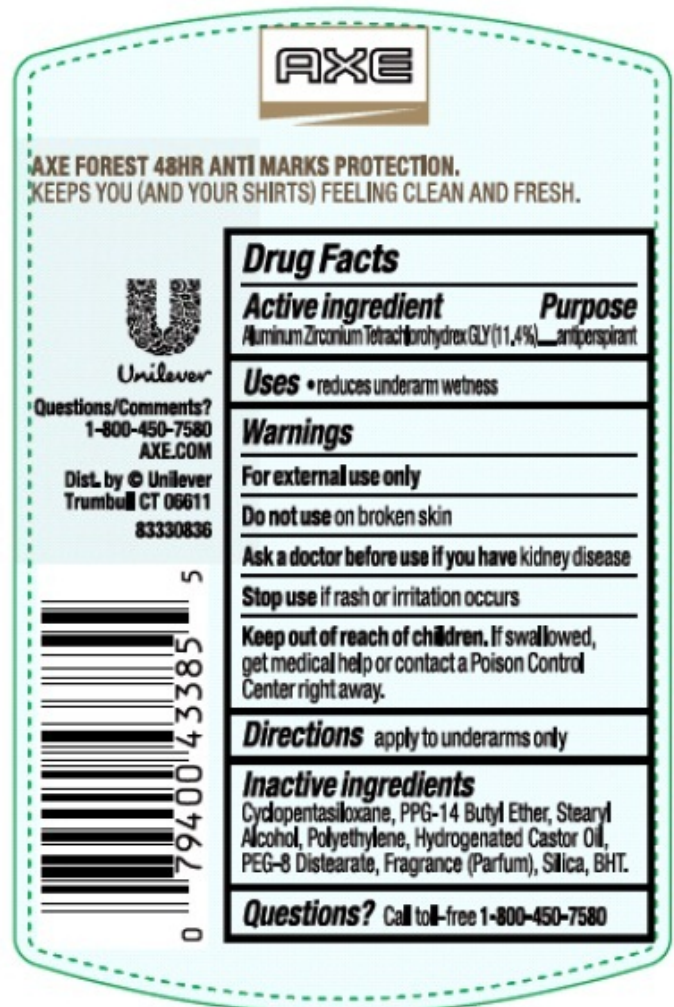 AXE
AXE FOREST 48HR ANTI MARKS PROTECTION.
KEEPS YOU (AND YOUR SHIRTS) FEELING CLEAN AND FRESH.
Unilever
Questions/Comments?
1-800-450-7580
AXE.COM
Dist. by © Unilever
Trumbull CT 06611
83330836
0 79400 43385 5
Drug Facts
Active ingredient Purpose
Aluminum Zirconium Tetrachlorohydrex GLY (11.4%)....antiperspirant
Uses • reduces underarm wetness
Warnings
For external use only
Do not use on broken skin
Ask a doctor before use if you have kidney disease
Stop use if rash or irritation occurs
Keep out of reach of children. If swallowed,
get medical help or contact a Poison Control
Center right away.
Directions apply to underarms only
Inactive ingredients
Cyclopentasiloxane, PPG-14 Butyl Ether, Stearyl
Alcohol, Polyethylene, Hydrogenated Castor Oil,
PEG-8 Distearate, Fragrance (Parfum), Silica, BHT.
Questions? Call toll-free 1-800-450-7580